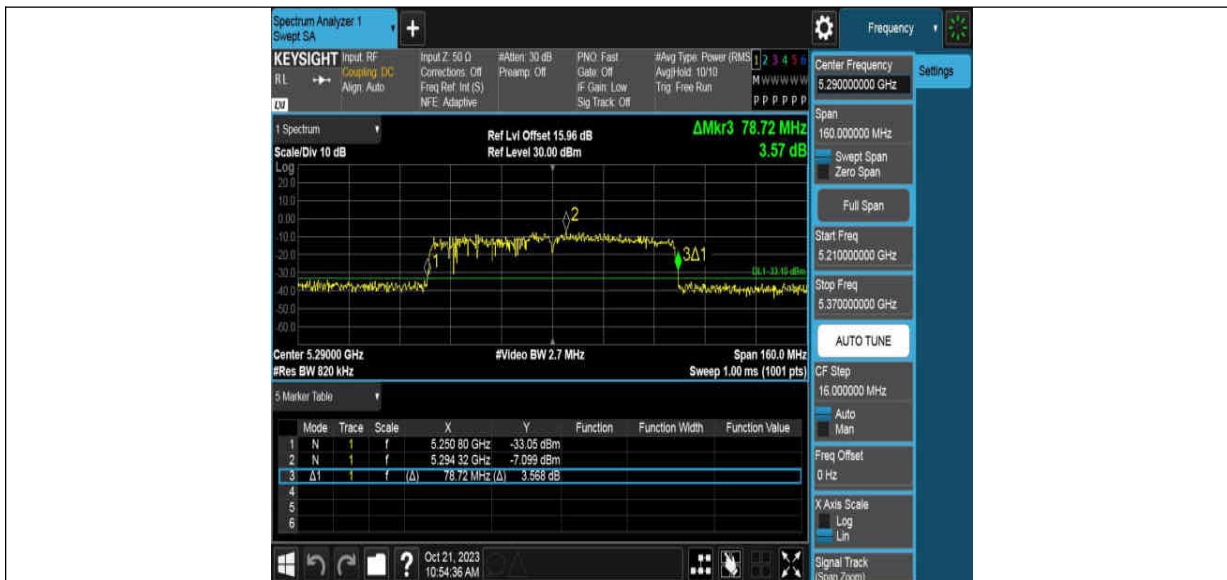 Spectrum Analyzer 1
Swept SA
+
Frequency
KEYSIGHT
RL
LXI
Input: RF
Coupling: DC
Align: Auto
Input Z: 50 Ω
Corrections: Off
Freq Ref: Int (S)
NFE: Adaptive
#Atten: 30 dB
Preamp: Off
PNO: Fast
Gate: Off
IF Gain: Low
Sig Track: Off
#Avg Type: Power (RMS
Avg|Hold: 10/10
Trig: Free Run
1 2 3 4 5 6
M W W W W W
P P P P P P
Center Frequency
5.290000000 GHz
Settings
Span
160.000000 MHz
Swept Span
Zero Span
Full Span
Start Freq
5.210000000 GHz
Stop Freq
5.370000000 GHz
AUTO TUNE
CF Step
16.000000 MHz
Auto
Man
Freq Offset
0 Hz
X Axis Scale
Log
Lin
Signal Track
(Span Zoom)
1 Spectrum
Scale/Div 10 dB
Ref Lvl Offset 15.96 dB
Ref Level 30.00 dBm
ΔMkr3 78.72 MHz
3.57 dB
Log
20.0
10.0
0.00
-10.0
-20.0
-30.0
-40.0
-50.0
-60.0
1
2
3Δ1
Center 5.29000 GHz
#Res BW 820 kHz
#Video BW 2.7 MHz
Span 160.0 MHz
Sweep 1.00 ms (1001 pts)
5 Marker Table
Mode Trace Scale X Y Function Function Width Function Value
1 N 1 f 5.250 80 GHz -33.05 dBm
2 N 1 f 5.294 32 GHz -7.099 dBm
3 Δ1 1 f (Δ) 78.72 MHz (Δ) 3.568 dB
4
5
6
?
Oct 21, 2023
10:54:36 AM